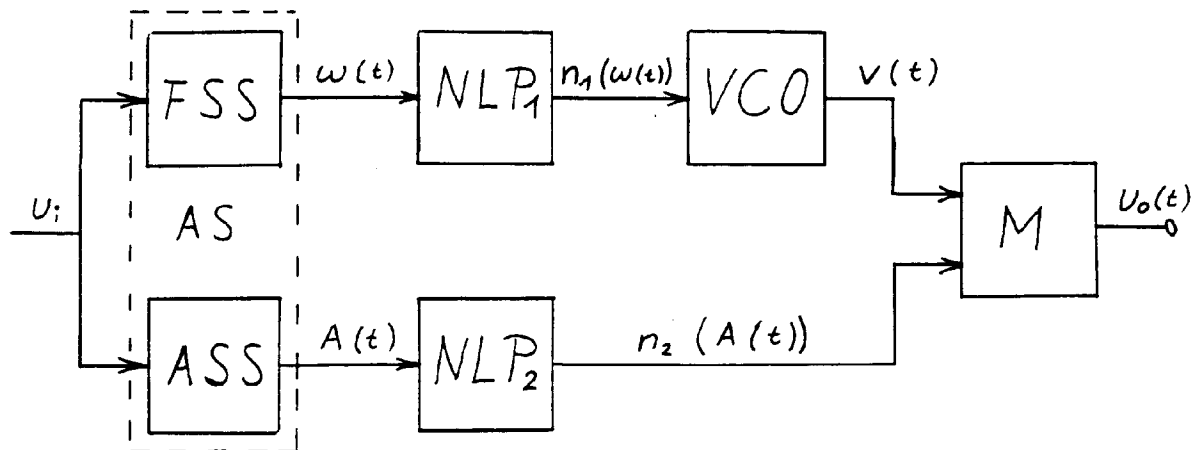 FSS
ω(t)
NLP₁
n₁(ω(t))
VCO
v(t)
Uᵢ
AS
M
U₀(t)
ASS
A(t)
NLP₂
n₂ (A(t))